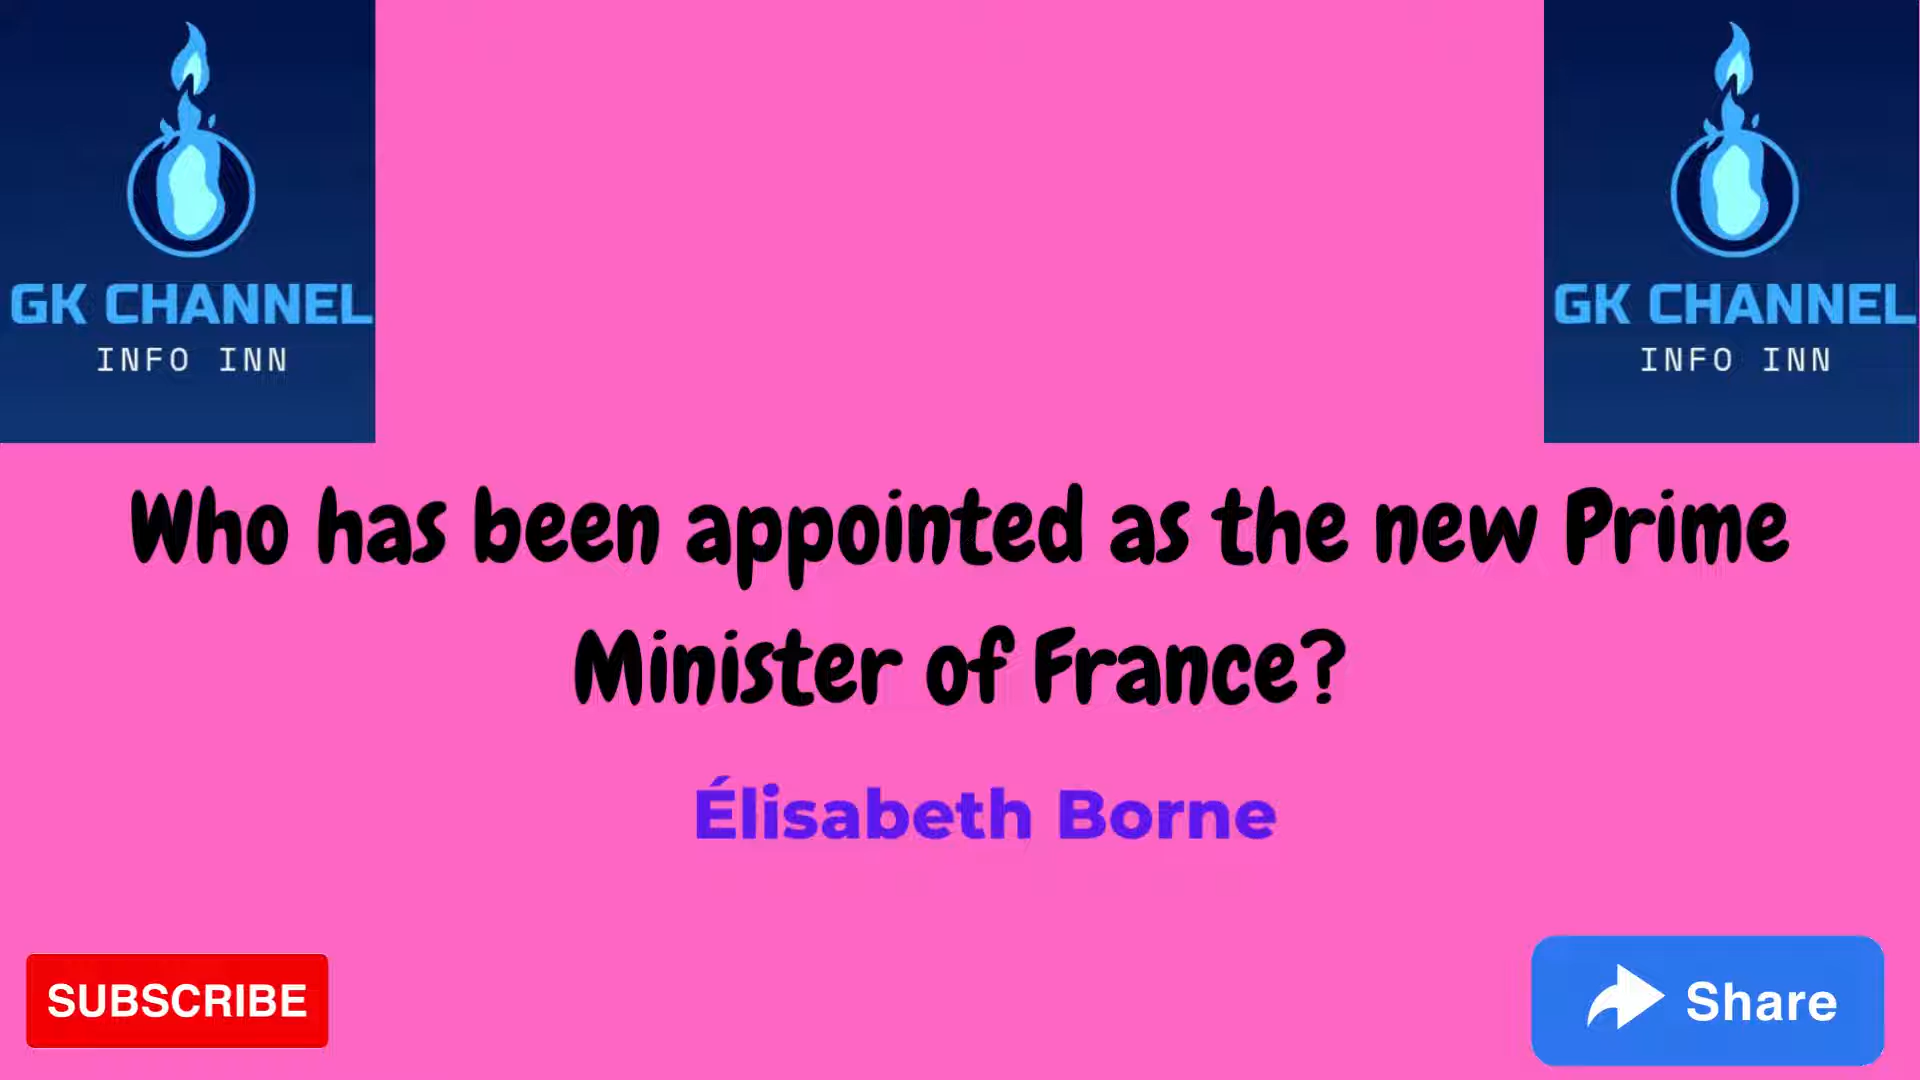 GK CHANNEL
INFO INN
GK CHANNEL
INFO INN
Who has been appointed as the new Prime
Minister of France?
Élisabeth Borne
SUBSCRIBE
Share